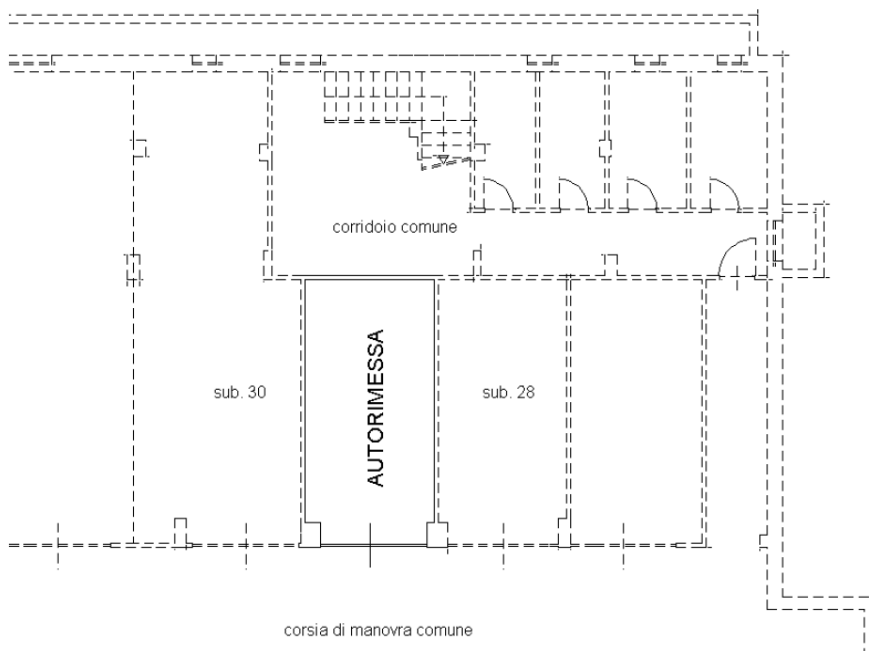 corridoio comune
sub. 30
AUTORIMESSA
sub. 28
corsia di manovra comune